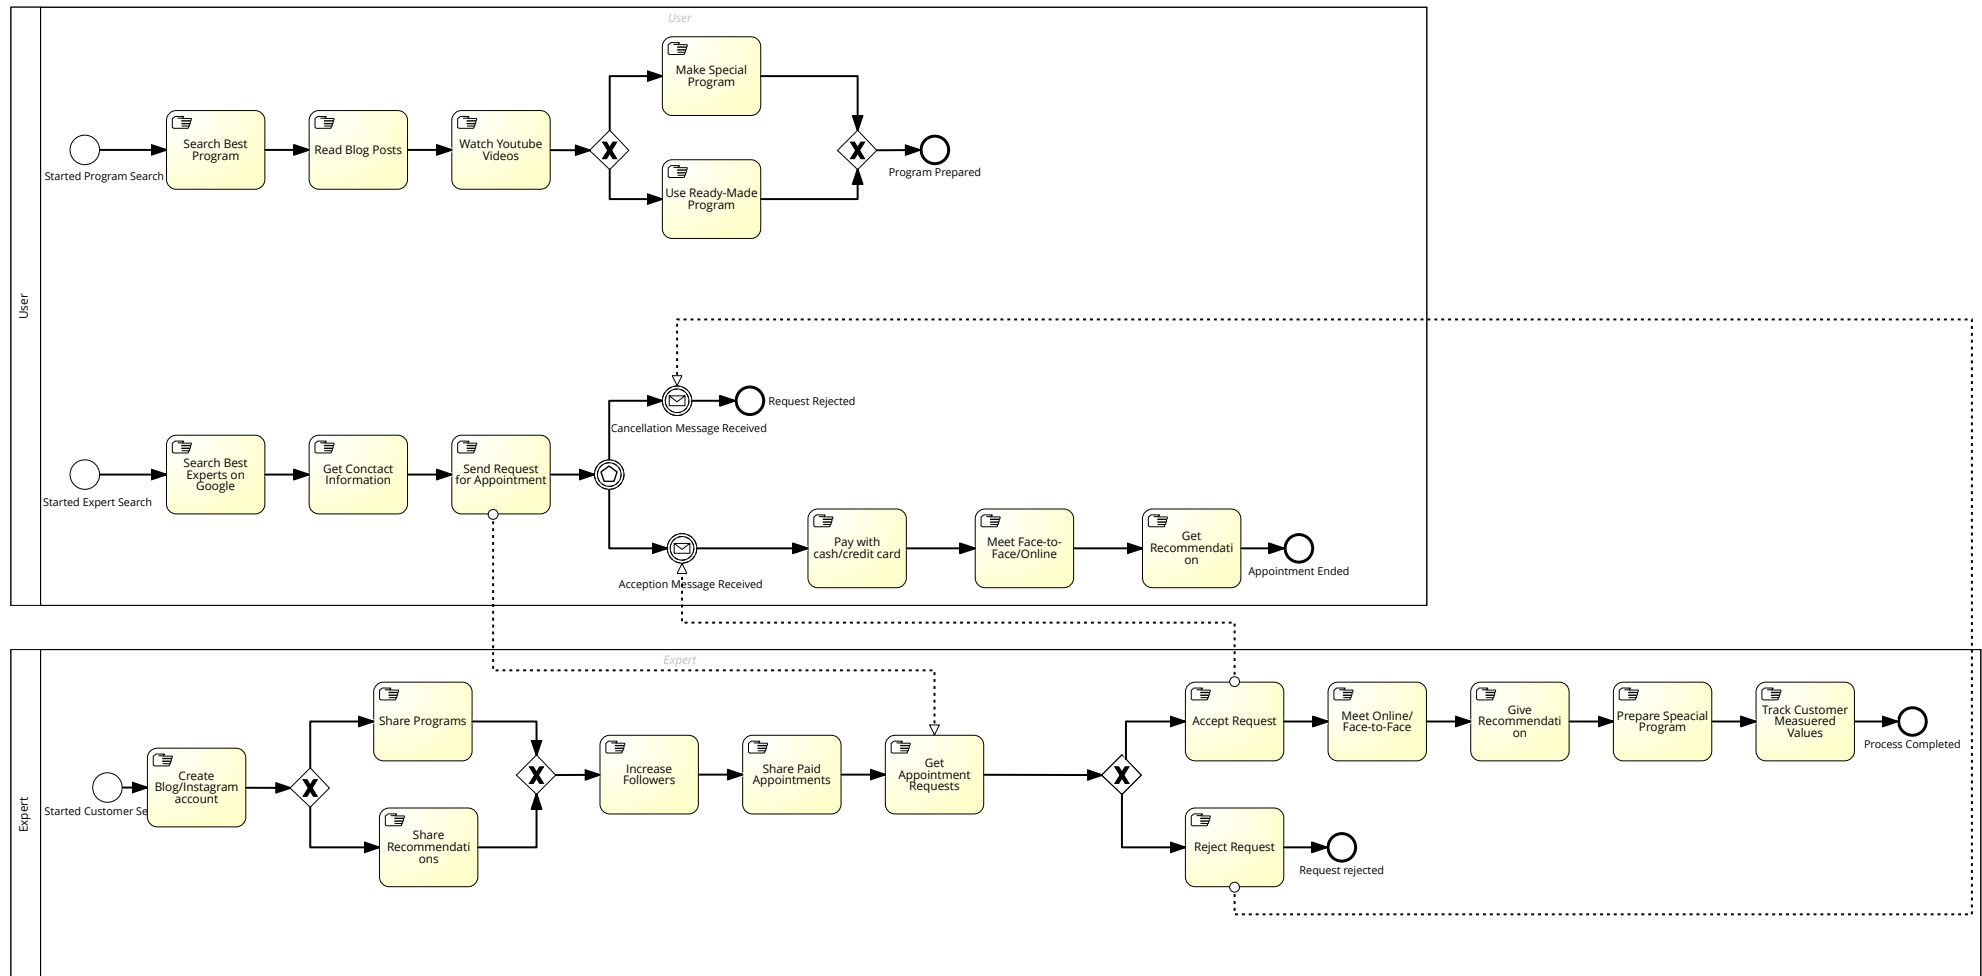 User
User
Make Special
Program
Search Best
Program
Read Blog Posts
Watch Youtube
Videos
Started Program Search
Program Prepared
Use Ready-Made
Program
Request Rejected
Cancellation Message Received
Search Best
Experts on
Google
Get Conctact
Information
Send Request
for Appointment
Started Expert Search
Pay with
cash/credit card
Meet Face-to-
Face/Online
Get
Recommendati
on
Appointment Ended
Acception Message Received
Expert
Expert
Share Programs
Create
Blog/Instagram
account
Started Customer Se
Share
Recommendati
ons
Increase
Followers
Share Paid
Appointments
Get
Appointment
Requests
Accept Request
Meet Online/
Face-to-Face
Give
Recommendati
on
Prepare Speacial
Program
Track Customer
Measuered
Values
Process Completed
Reject Request
Request rejected